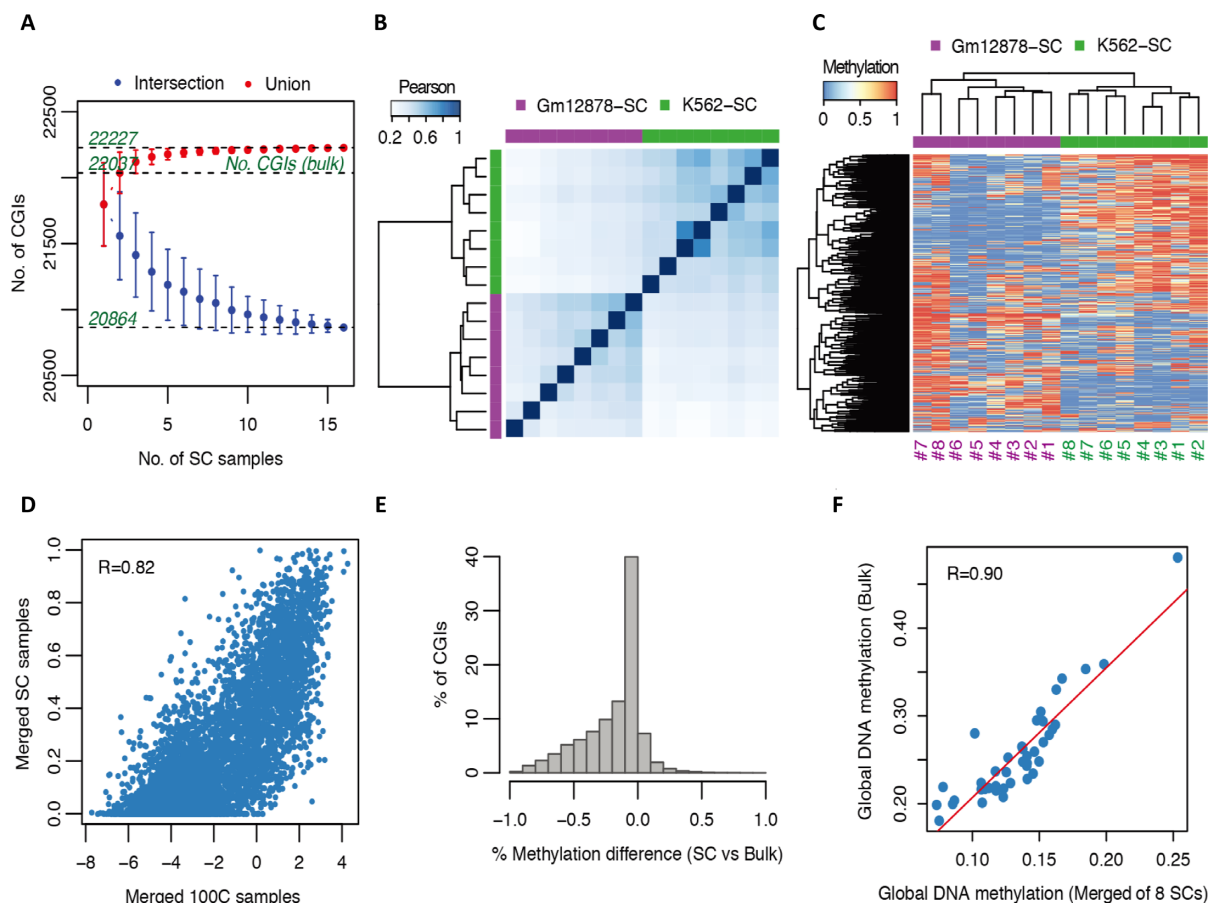 A
Intersection
Union
No. of CGIs
22500
21500
20500
22227
22037
No. CGIs (bulk)
20864
0
5
10
15
No. of SC samples
B
Pearson
0.2
0.6
1
Gm12878-SC
K562-SC
C
Gm12878-SC
K562-SC
Methylation
0
0.5
1
#7
#8
#6
#5
#4
#3
#2
#1
#8
#7
#6
#5
#4
#3
#1
#2
D
Merged SC samples
1.0
0.8
0.6
0.4
0.2
0.0
R=0.82
−8
−6
−4
−2
0
2
4
Merged 100C samples
E
% of CGIs
40
30
20
10
0
−1.0
−0.5
0.0
0.5
1.0
% Methylation difference (SC vs Bulk)
F
Global DNA methylation (Bulk)
0.40
0.30
0.20
R=0.90
0.10
0.15
0.20
0.25
Global DNA methylation (Merged of 8 SCs)